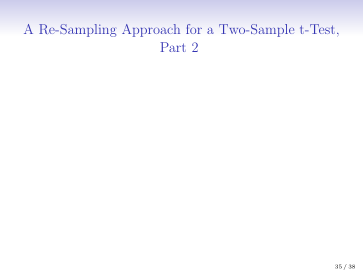 A Re-Sampling Approach for a Two-Sample t-Test,
Part 2
35 / 38